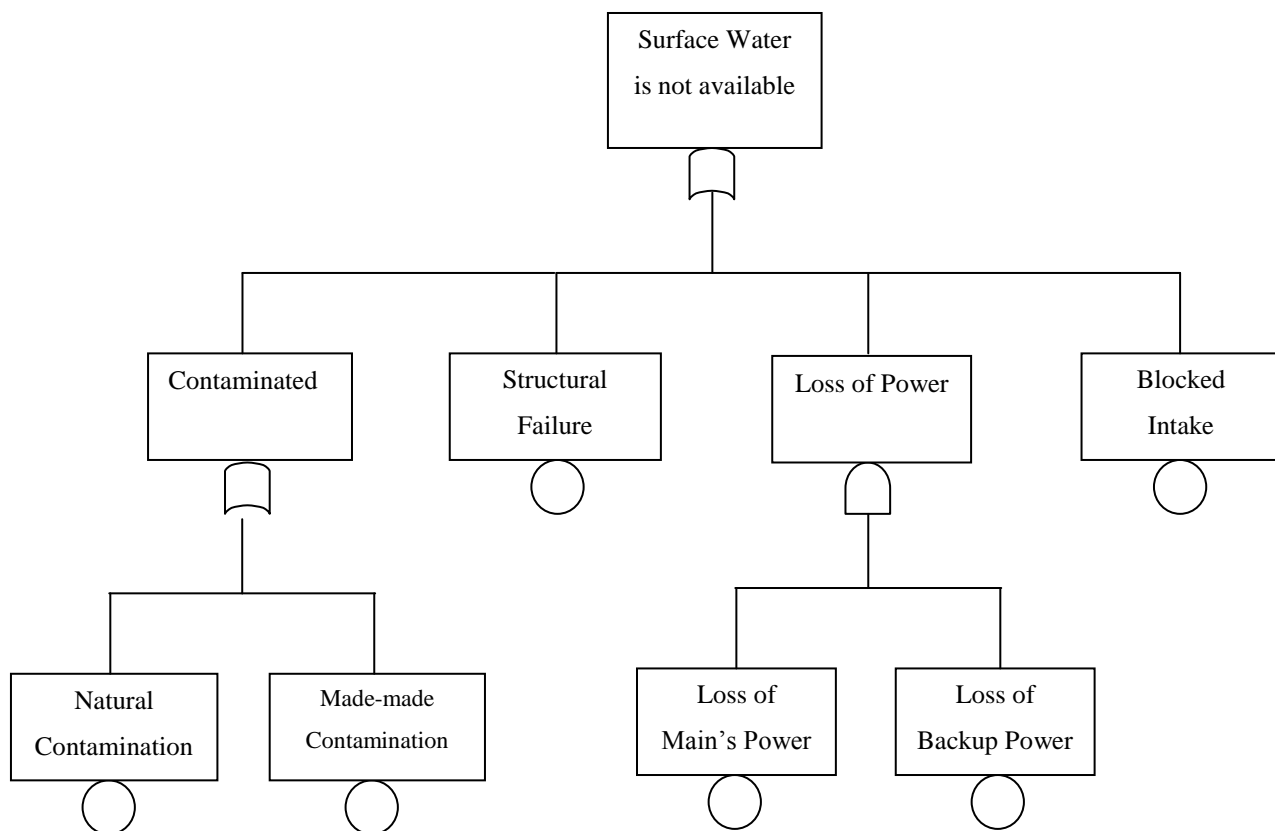 Surface Water
is not available
Contaminated
Structural
Failure
Loss of Power
Blocked
Intake
Natural
Contamination
Made-made
Contamination
Loss of
Main’s Power
Loss of
Backup Power